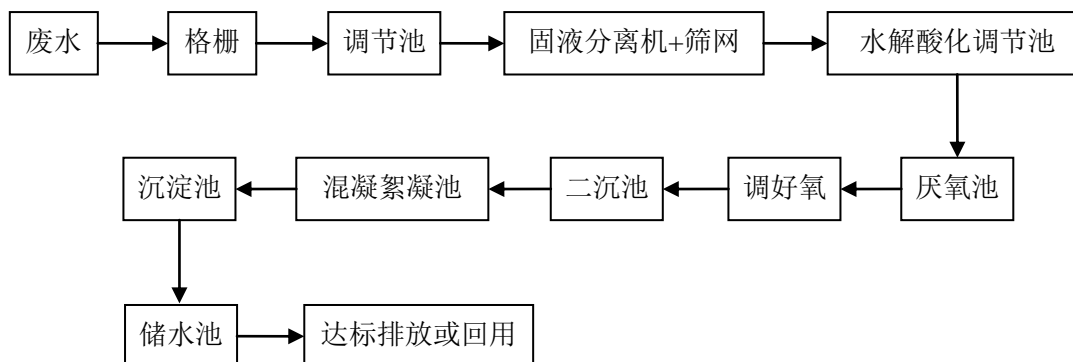 废水
格栅
调节池
固液分离机+筛网
水解酸化调节池
沉淀池
混凝絮凝池
二沉池
调好氧
厌氧池
储水池
达标排放或回用